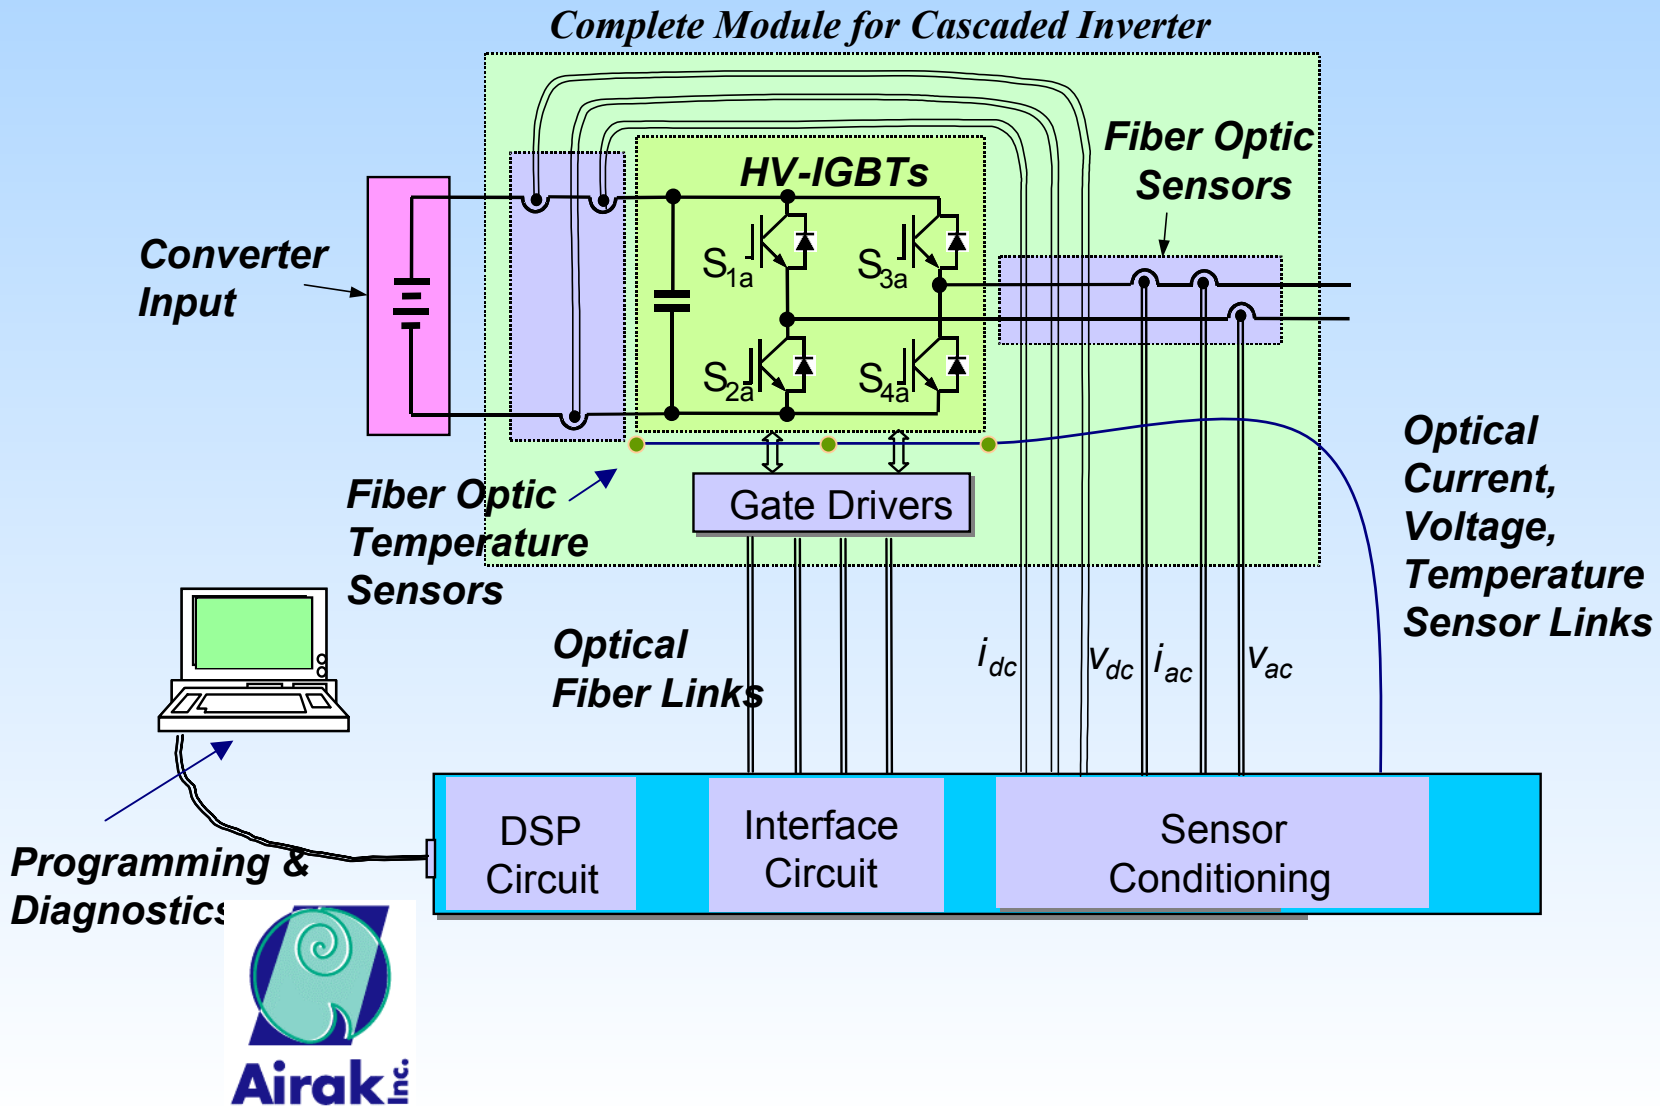 Complete Module for Cascaded Inverter
Fiber Optic
Sensors
HV-IGBTs
Converter
Input
S1a
S3a
S2a
S4a
Optical
Current,
Voltage,
Temperature
Sensor Links
Fiber Optic
Temperature
Sensors
Gate Drivers
Optical
Fiber Links
idc
vdc
iac
vac
DSP
Circuit
Interface
Circuit
Sensor
Conditioning
Programming &
Diagnostics
Airak Inc.